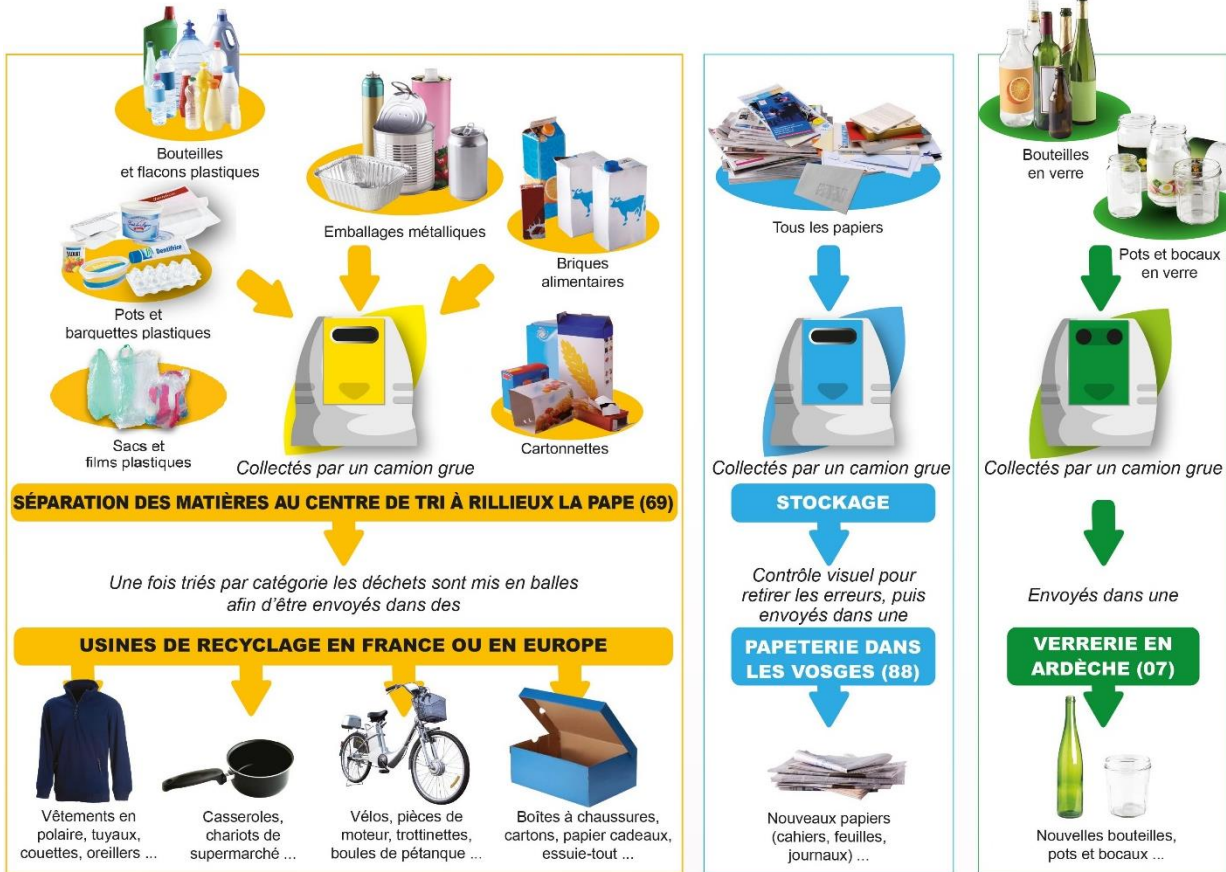 Bouteilles
et flacons plastiques
Dentifrice
Pots et
barquettes plastiques
Sacs et
films plastiques
Emballages métalliques
Briques
alimentaires
Cartonnettes
Collectés par un camion grue
SÉPARATION DES MATIÈRES AU CENTRE DE TRI À RILLIEUX LA PAPE (69)
Une fois triés par catégorie les déchets sont mis en balles
afin d'être envoyés dans des
USINES DE RECYCLAGE EN FRANCE OU EN EUROPE
Vêtements en
polaire, tuyaux,
couettes, oreillers ...
Casseroles,
chariots de
supermarché ...
Vélos, pièces de
moteur, trottinettes,
boules de pétanque ...
Boîtes à chaussures,
cartons, papier cadeaux,
essuie-tout ...
Tous les papiers
Collectés par un camion grue
STOCKAGE
Contrôle visuel pour
retirer les erreurs, puis
envoyés dans une
PAPETERIE DANS
LES VOSGES (88)
Nouveaux papiers
(cahiers, feuilles,
journaux) ...
Bouteilles
en verre
Pots et bocaux
en verre
Collectés par un camion grue
Envoyés dans une
VERRERIE EN
ARDÈCHE (07)
Nouvelles bouteilles,
pots et bocaux ...